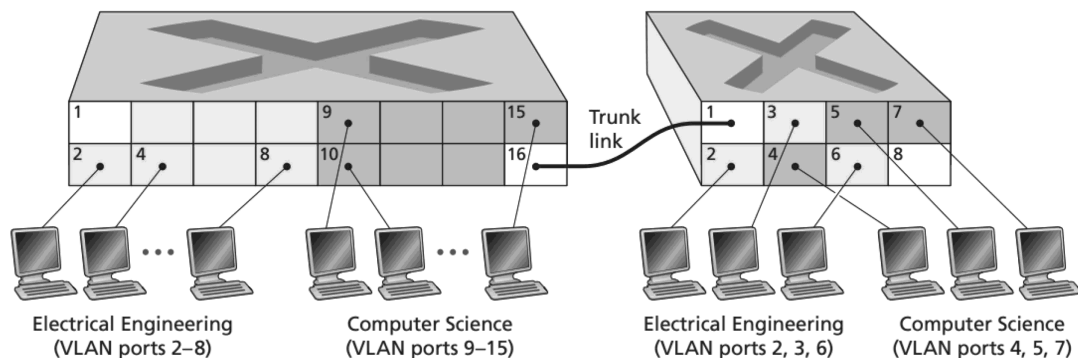 1
9
15
2
4
8
10
16
Trunk
link
1
3
5
7
2
4
6
8
Electrical Engineering
(VLAN ports 2–8)
Computer Science
(VLAN ports 9–15)
Electrical Engineering
(VLAN ports 2, 3, 6)
Computer Science
(VLAN ports 4, 5, 7)